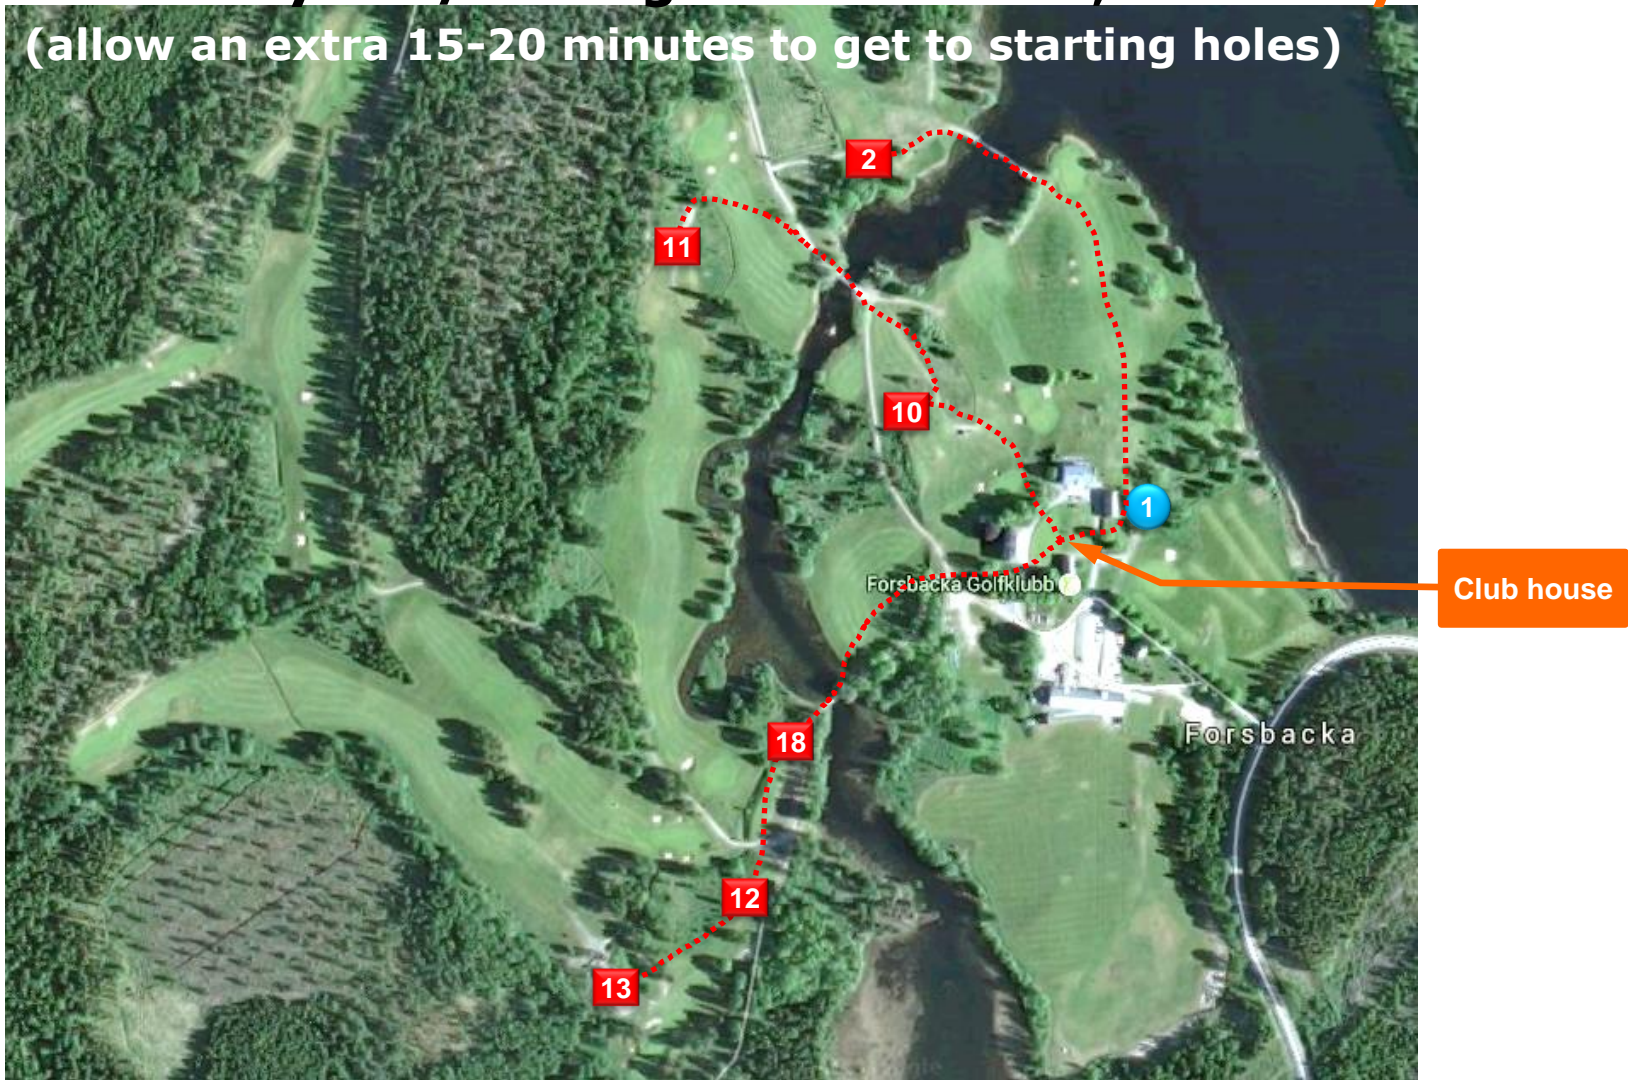 (allow an extra 15-20 minutes to get to starting holes)
2
11
10
1
Forsbacka Golfklubb
Club house
Forsbacka
18
12
13